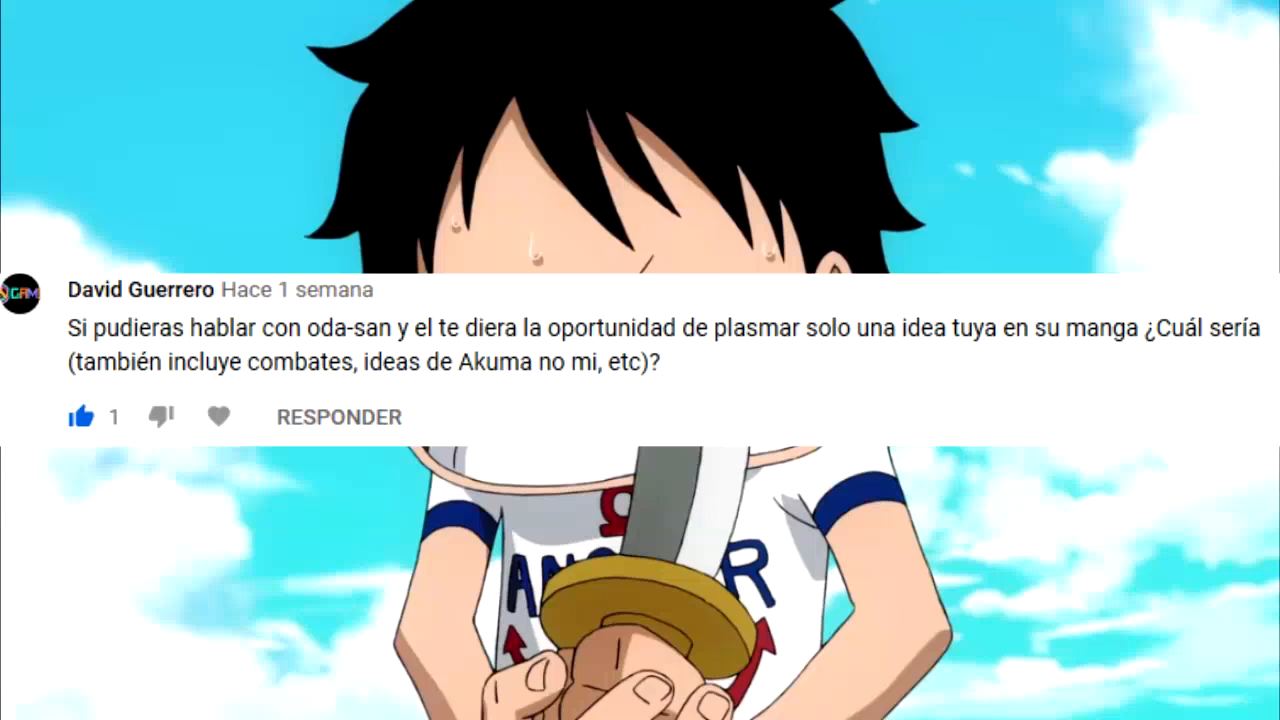 GAM
David Guerrero Hace 1 semana
Si pudieras hablar con oda-san y el te diera la oportunidad de plasmar solo una idea tuya en su manga ¿Cuál sería
(también incluye combates, ideas de Akuma no mi, etc)?
1 RESPONDER